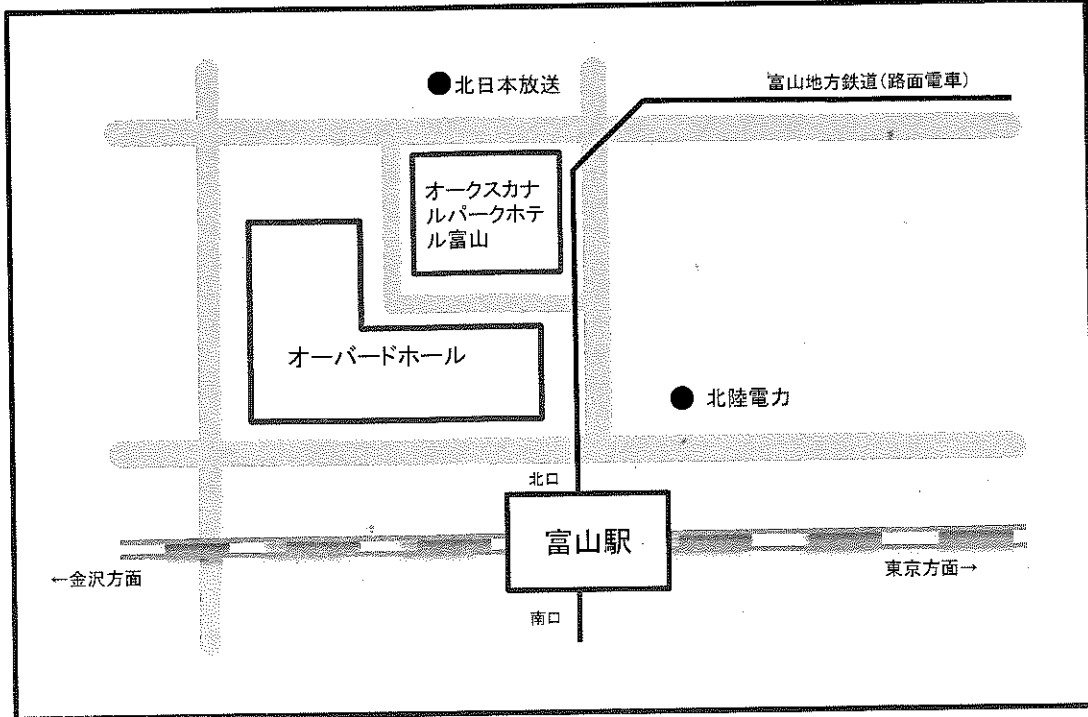 ●北日本放送
富山地方鉄道(路面電車)
オークスカナ
ルパークホテ
ル富山
オーバードホール
●北陸電力
北口
富山駅
←金沢方面
東京方面→
南口